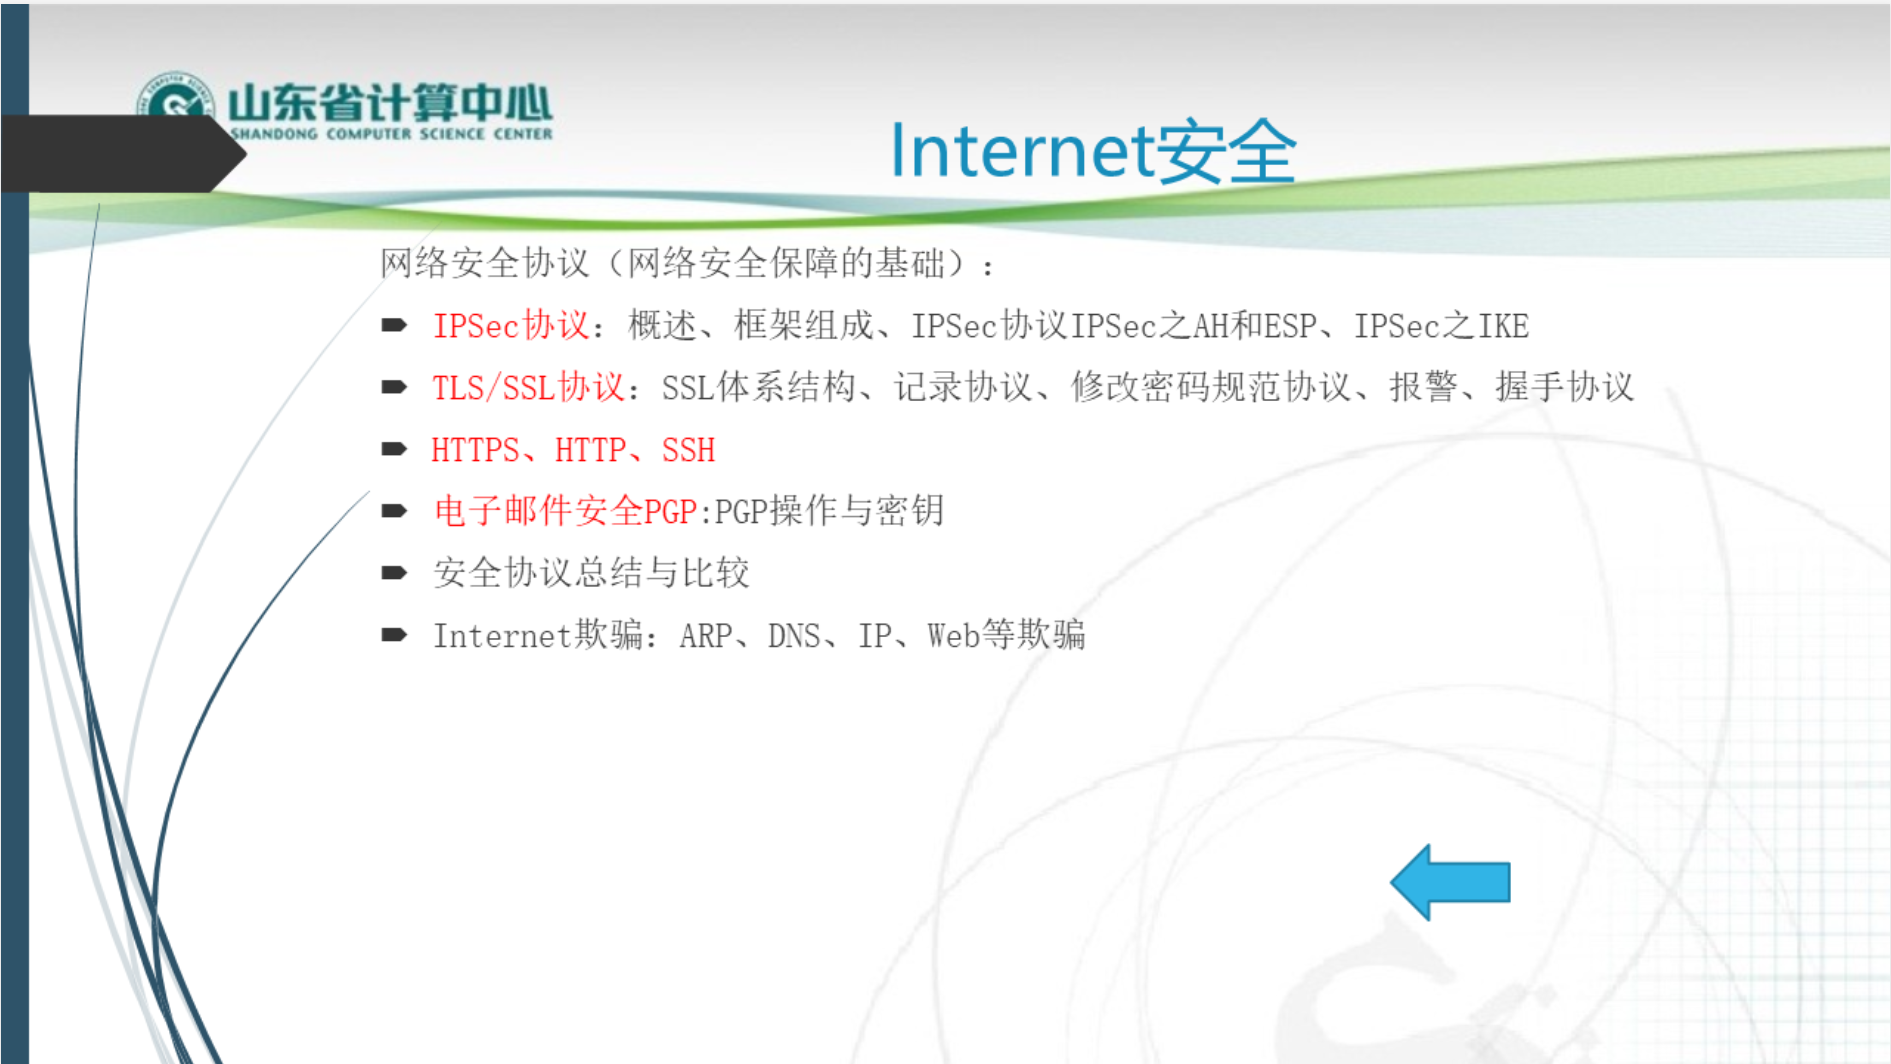 山东省计算中心
SHANDONG COMPUTER SCIENCE CENTER
Internet安全
网络安全协议（网络安全保障的基础）：
IPSec协议：概述、框架组成、IPSec协议IPSec之AH和ESP、IPSec之IKE
TLS/SSL协议：SSL体系结构、记录协议、修改密码规范协议、报警、握手协议
HTTPS、HTTP、SSH
电子邮件安全PGP:PGP操作与密钥
安全协议总结与比较
Internet欺骗：ARP、DNS、IP、Web等欺骗